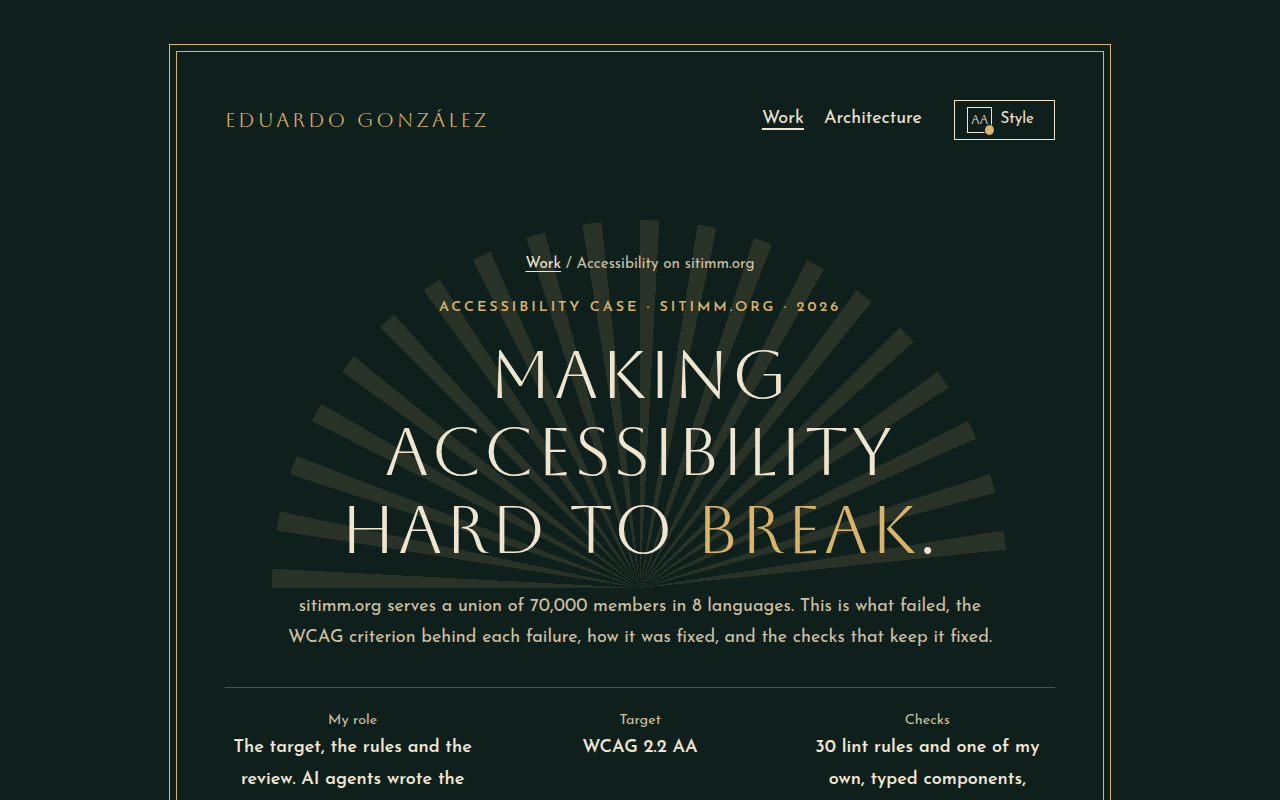 EDUARDO GONZÁLEZ
Work Architecture AA Style
Work / Accessibility on sitimm.org
ACCESSIBILITY CASE · SITIMM.ORG · 2026
MAKING
ACCESSIBILITY
HARD TO BREAK.
sitimm.org serves a union of 70,000 members in 8 languages. This is what failed, the
WCAG criterion behind each failure, how it was fixed, and the checks that keep it fixed.
My role
The target, the rules and the
review. AI agents wrote the
Target
WCAG 2.2 AA
Checks
30 lint rules and one of my
own, typed components,